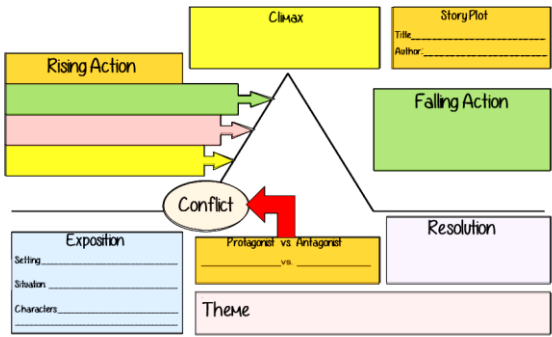 Climax
Story Plot
Title
Author:
Rising Action
Falling Action
Conflict
Exposition
Setting
Situation
Characters
Protagonist vs Antagonist
vs.
Resolution
Theme